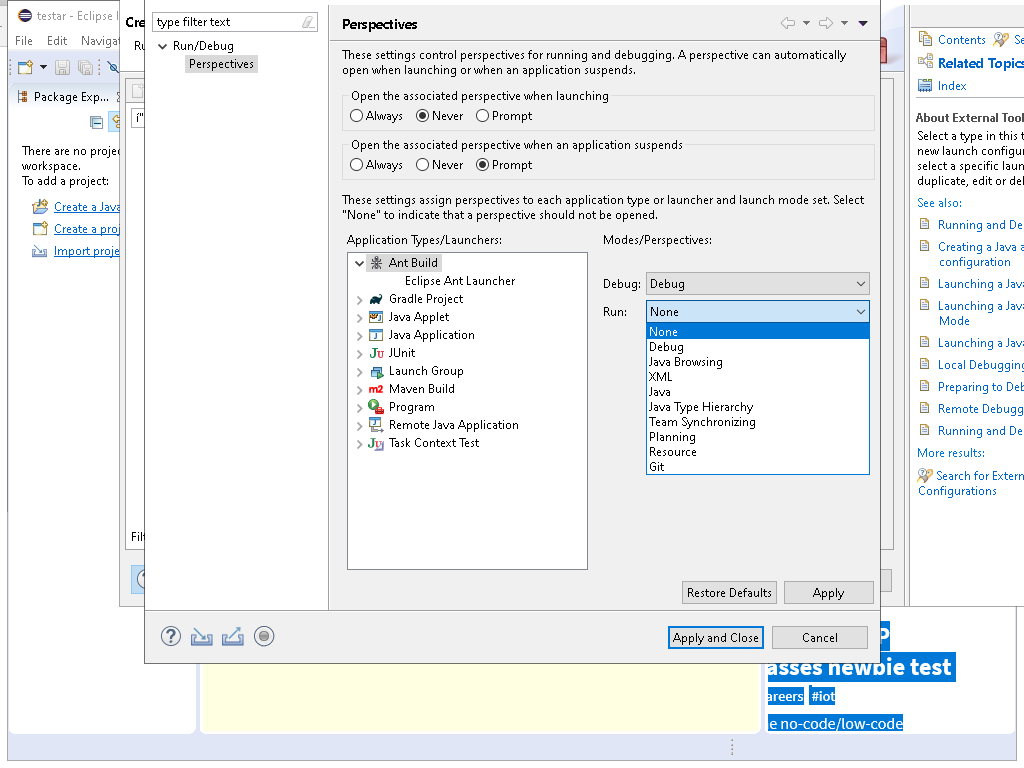 testar - Eclipse I
File Edit Navigat
Package Exp...
There are no proje
workspace.
To add a project:
Create a Java
Create a proj
Import proje
Cre
type filter text
Run/Debug
Perspectives
Perspectives
These settings control perspectives for running and debugging. A perspective can automatically
open when launching or when an application suspends.
Open the associated perspective when launching
Always Never Prompt
Open the associated perspective when an application suspends
Always Never Prompt
These settings assign perspectives to each application type or launcher and launch mode set. Select
"None" to indicate that a perspective should not be opened.
Application Types/Launchers:
Ant Build
Eclipse Ant Launcher
Gradle Project
Java Applet
Java Application
JUnit
Launch Group
Maven Build
Program
Remote Java Application
Task Context Test
Modes/Perspectives:
Debug: Debug
Run: None
None
Debug
Java Browsing
XML
Java
Java Type Hierarchy
Team Synchronizing
Planning
Resource
Git
Restore Defaults Apply
Apply and Close Cancel
Contents Se
Related Topics
Index
About External Tool
Select a type in this t
new launch configur
select a specific laun
duplicate, edit or del
See also:
Running and De
Creating a Java a
configuration
Launching a Java
Launching a Java
Mode
Launching a Java
Local Debugging
Preparing to Deb
Remote Debugg
Running and De
More results:
Search for Extern
Configurations
P
asses newbie test
areers #iot
e no-code/low-code